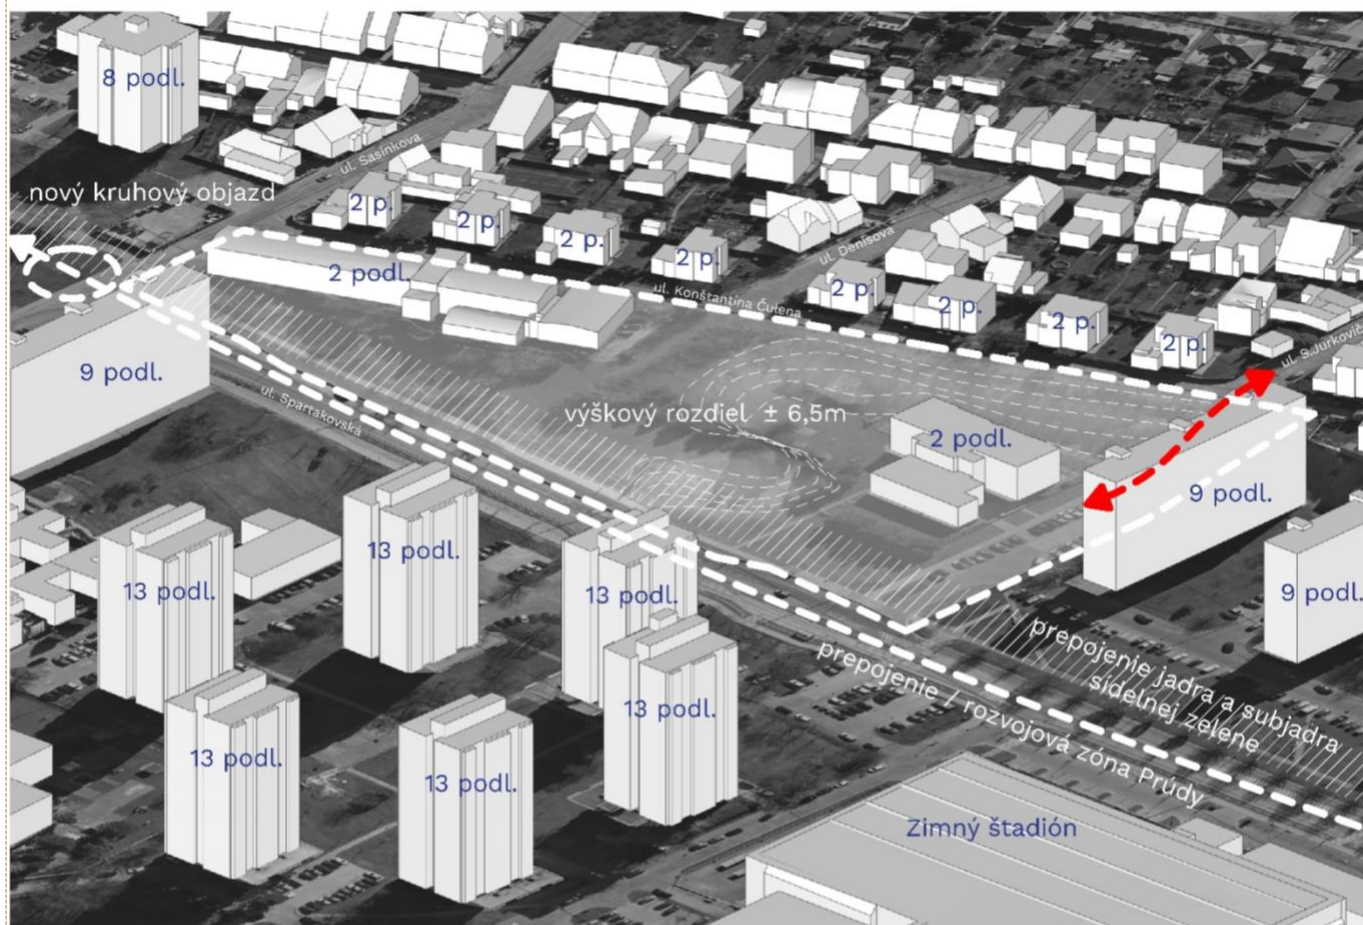 8 podl.
ul. Sasinkova
nový kruhový objazd
2 p.
2 p.
2 p.
2 p.
2 podl.
ul. Denisova
ul. Konštantína Čulena
2 p.
2 p.
2 p.
2 p.
ul. S.Jurkovič
9 podl.
ul. Spartakovská
výškový rozdiel ± 6,5m
2 podl.
9 podl.
13 podl.
13 podl.
13 podl.
9 podl.
13 podl.
13 podl.
13 podl.
prepojenie jadra a subjadra
sídelnej zelene
prepojenie / rozvojová zóna Prúdy
Zimný štadión